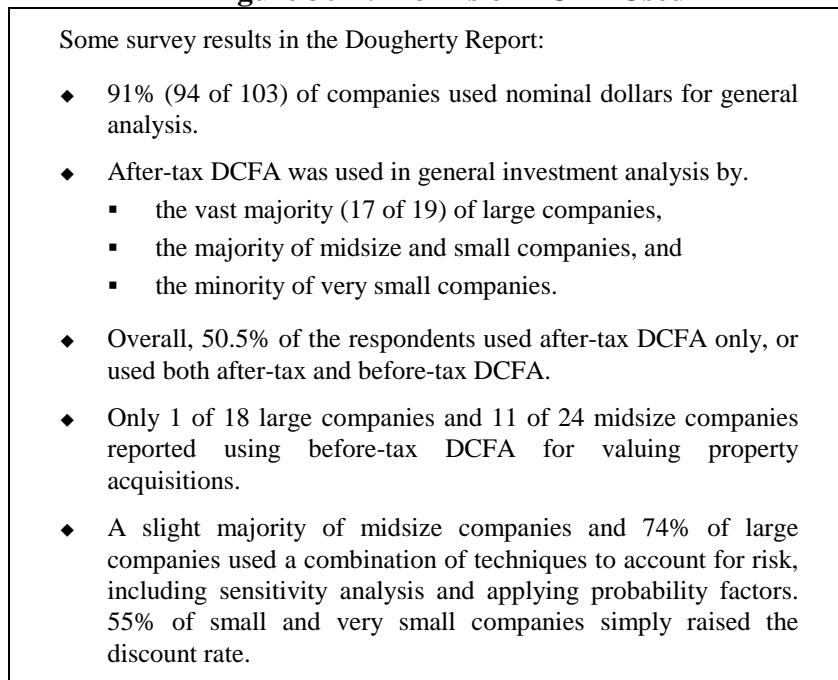 Some survey results in the Dougherty Report:
◆ 91% (94 of 103) of companies used nominal dollars for general
analysis.
◆ After-tax DCFA was used in general investment analysis by.
▪ the vast majority (17 of 19) of large companies,
▪ the majority of midsize and small companies, and
▪ the minority of very small companies.
◆ Overall, 50.5% of the respondents used after-tax DCFA only, or
used both after-tax and before-tax DCFA.
◆ Only 1 of 18 large companies and 11 of 24 midsize companies
reported using before-tax DCFA for valuing property
acquisitions.
◆ A slight majority of midsize companies and 74% of large
companies used a combination of techniques to account for risk,
including sensitivity analysis and applying probability factors.
55% of small and very small companies simply raised the
discount rate.